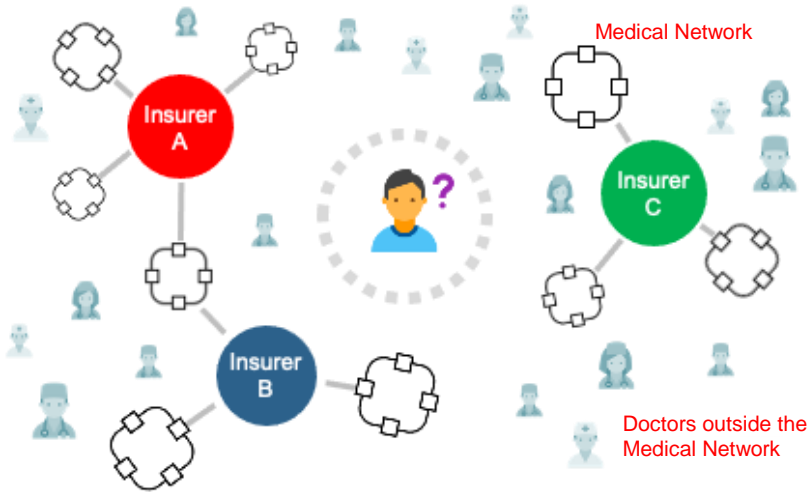 Medical Network
Insurer
A
Insurer
C
?
Insurer
B
Doctors outside the
Medical Network